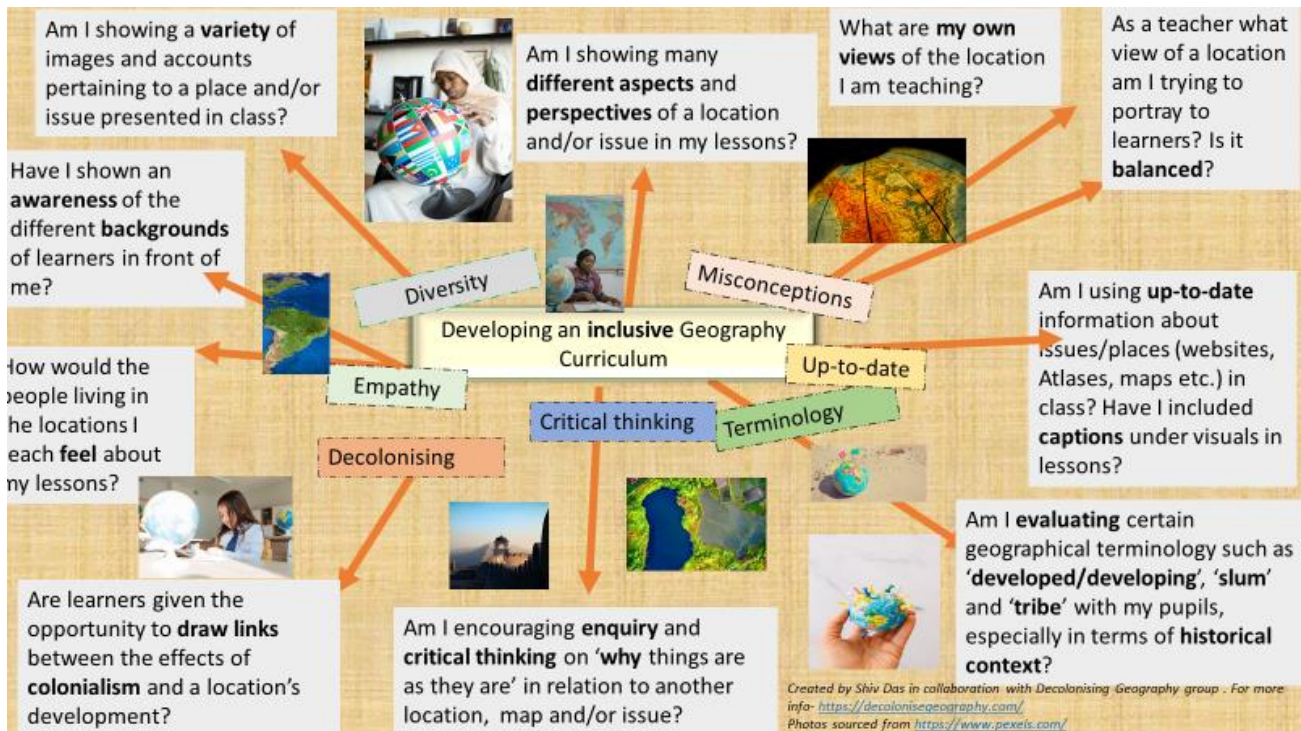 Am I showing a variety of
images and accounts
pertaining to a place and/or
issue presented in class?
Am I showing many
different aspects and
perspectives of a location
and/or issue in my lessons?
What are my own
views of the location
I am teaching?
As a teacher what
view of a location
am I trying to
portray to
learners? Is it
balanced?
Have I shown an
awareness of the
different backgrounds
of learners in front of
me?
Diversity
Misconceptions
Developing an inclusive Geography
Curriculum
Up-to-date
Empathy
Critical thinking
Terminology
Decolonising
Am I using up-to-date
information about
issues/places (websites,
Atlases, maps etc.) in
class? Have I included
captions under visuals in
lessons?
How would the
people living in
he locations I
each feel about
my lessons?
Am I evaluating certain
geographical terminology such as
‘developed/developing’, ‘slum’
and ‘tribe’ with my pupils,
especially in terms of historical
context?
Are learners given the
opportunity to draw links
between the effects of
colonialism and a location’s
development?
Am I encouraging enquiry and
critical thinking on ‘why things are
as they are’ in relation to another
location, map and/or issue?
Created by Shiv Das in collaboration with Decolonising Geography group . For more
info- https://decolonisegeography.com/
Photos sourced from https://www.pexels.com/